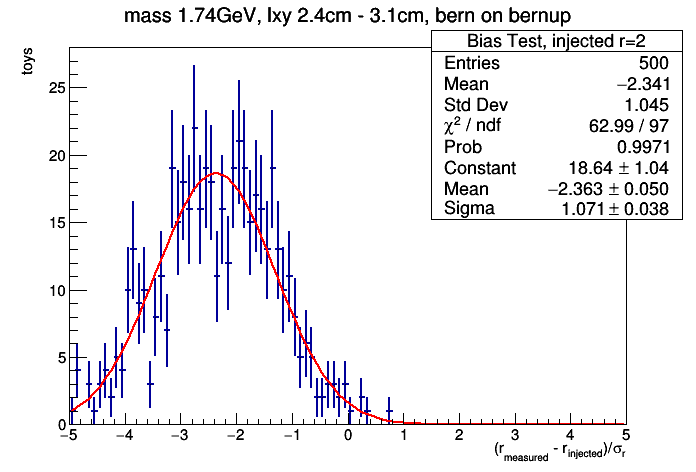 mass 1.74GeV, lxy 2.4cm - 3.1cm, bern on bernup
Bias Test, injected r=2
Entries 500
Mean −2.341
Std Dev 1.045
χ² / ndf 62.99 / 97
Prob 0.9971
Constant 18.64 ± 1.04
Mean −2.363 ± 0.050
Sigma 1.071 ± 0.038
toys
25
20
15
10
5
0
−5 −4 −3 −2 −1 0 1 2 3 4 5
(r_measured - r_injected)/σ_r